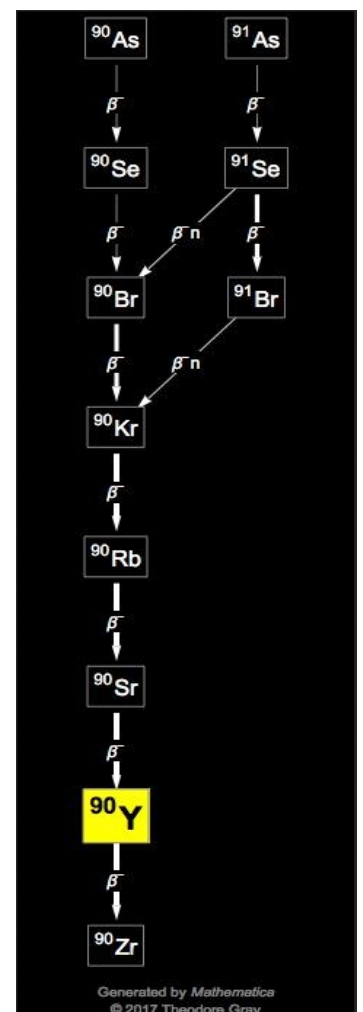 ⁹⁰As ⁹¹As
β⁻ β⁻
⁹⁰Se ⁹¹Se
β⁻ β⁻n β⁻
⁹⁰Br ⁹¹Br
β⁻ β⁻n
⁹⁰Kr
β⁻
⁹⁰Rb
β⁻
⁹⁰Sr
β⁻
⁹⁰Y
β⁻
⁹⁰Zr
Generated by Mathematica
© 2017 Theodore Gray